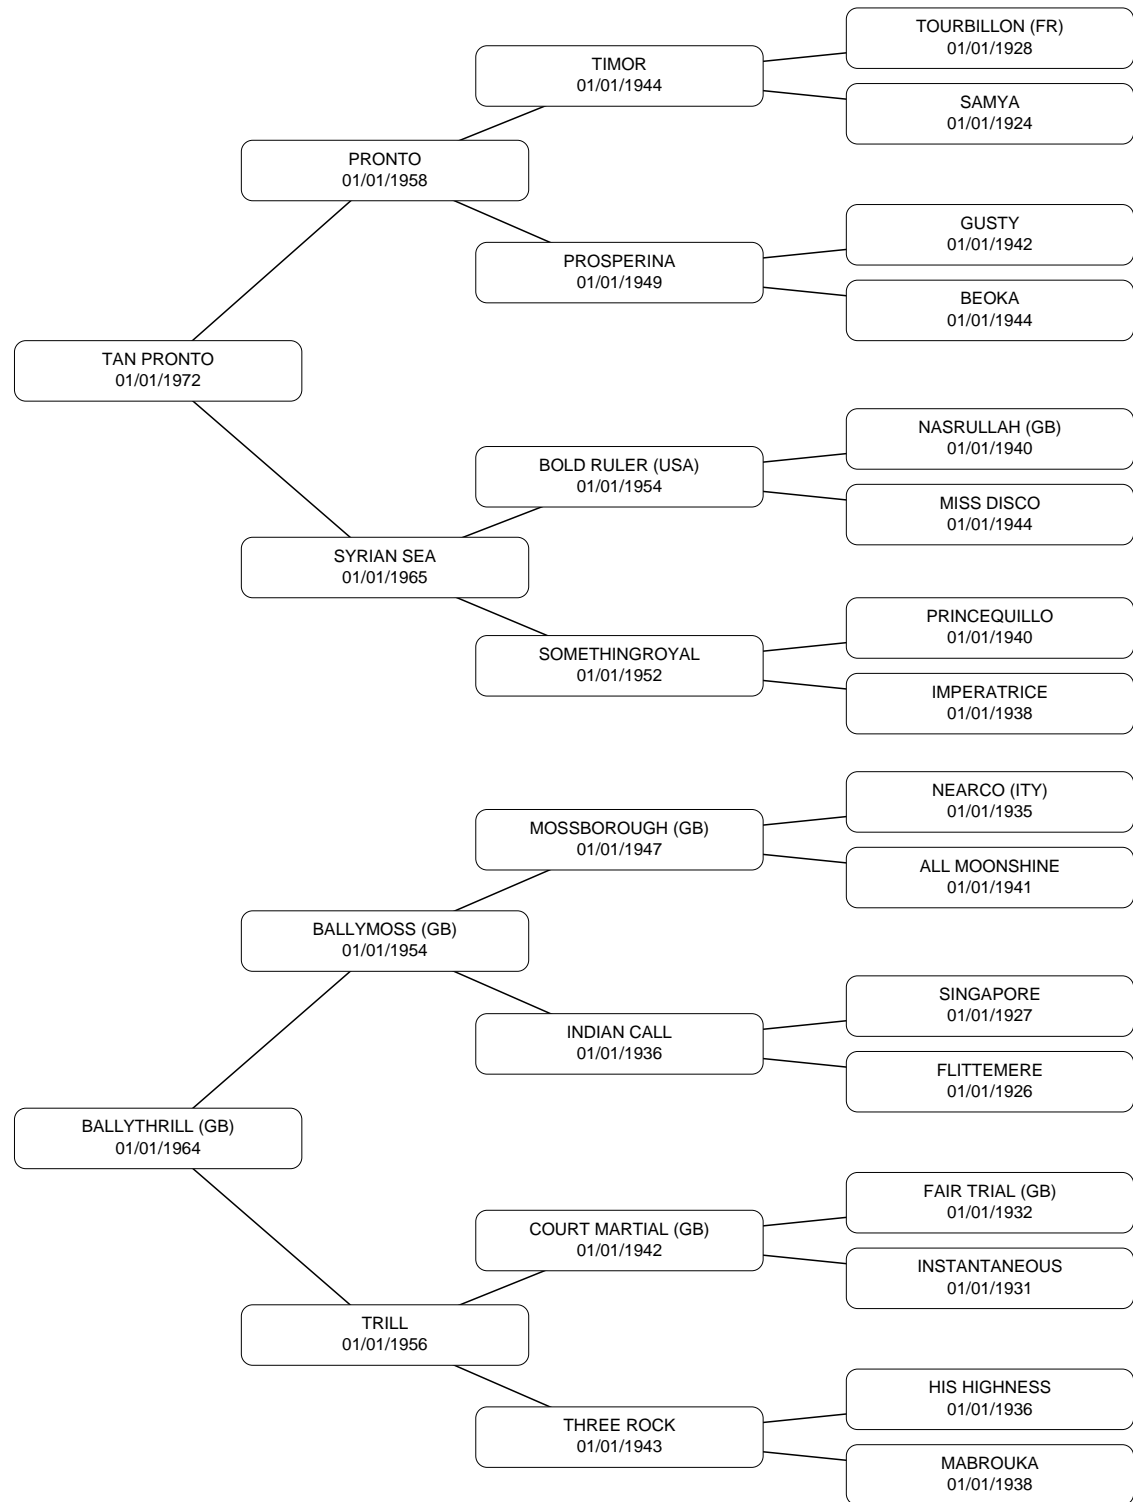 TOURBILLON (FR)
01/01/1928
TIMOR
01/01/1944
SAMYA
01/01/1924
PRONTO
01/01/1958
GUSTY
01/01/1942
PROSPERINA
01/01/1949
BEOKA
01/01/1944
TAN PRONTO
01/01/1972
NASRULLAH (GB)
01/01/1940
BOLD RULER (USA)
01/01/1954
MISS DISCO
01/01/1944
SYRIAN SEA
01/01/1965
PRINCEQUILLO
01/01/1940
SOMETHINGROYAL
01/01/1952
IMPERATRICE
01/01/1938
NEARCO (ITY)
01/01/1935
MOSSBOROUGH (GB)
01/01/1947
ALL MOONSHINE
01/01/1941
BALLYMOSS (GB)
01/01/1954
SINGAPORE
01/01/1927
INDIAN CALL
01/01/1936
FLITTEMERE
01/01/1926
BALLYTHRILL (GB)
01/01/1964
FAIR TRIAL (GB)
01/01/1932
COURT MARTIAL (GB)
01/01/1942
INSTANTANEOUS
01/01/1931
TRILL
01/01/1956
HIS HIGHNESS
01/01/1936
THREE ROCK
01/01/1943
MABROUKA
01/01/1938